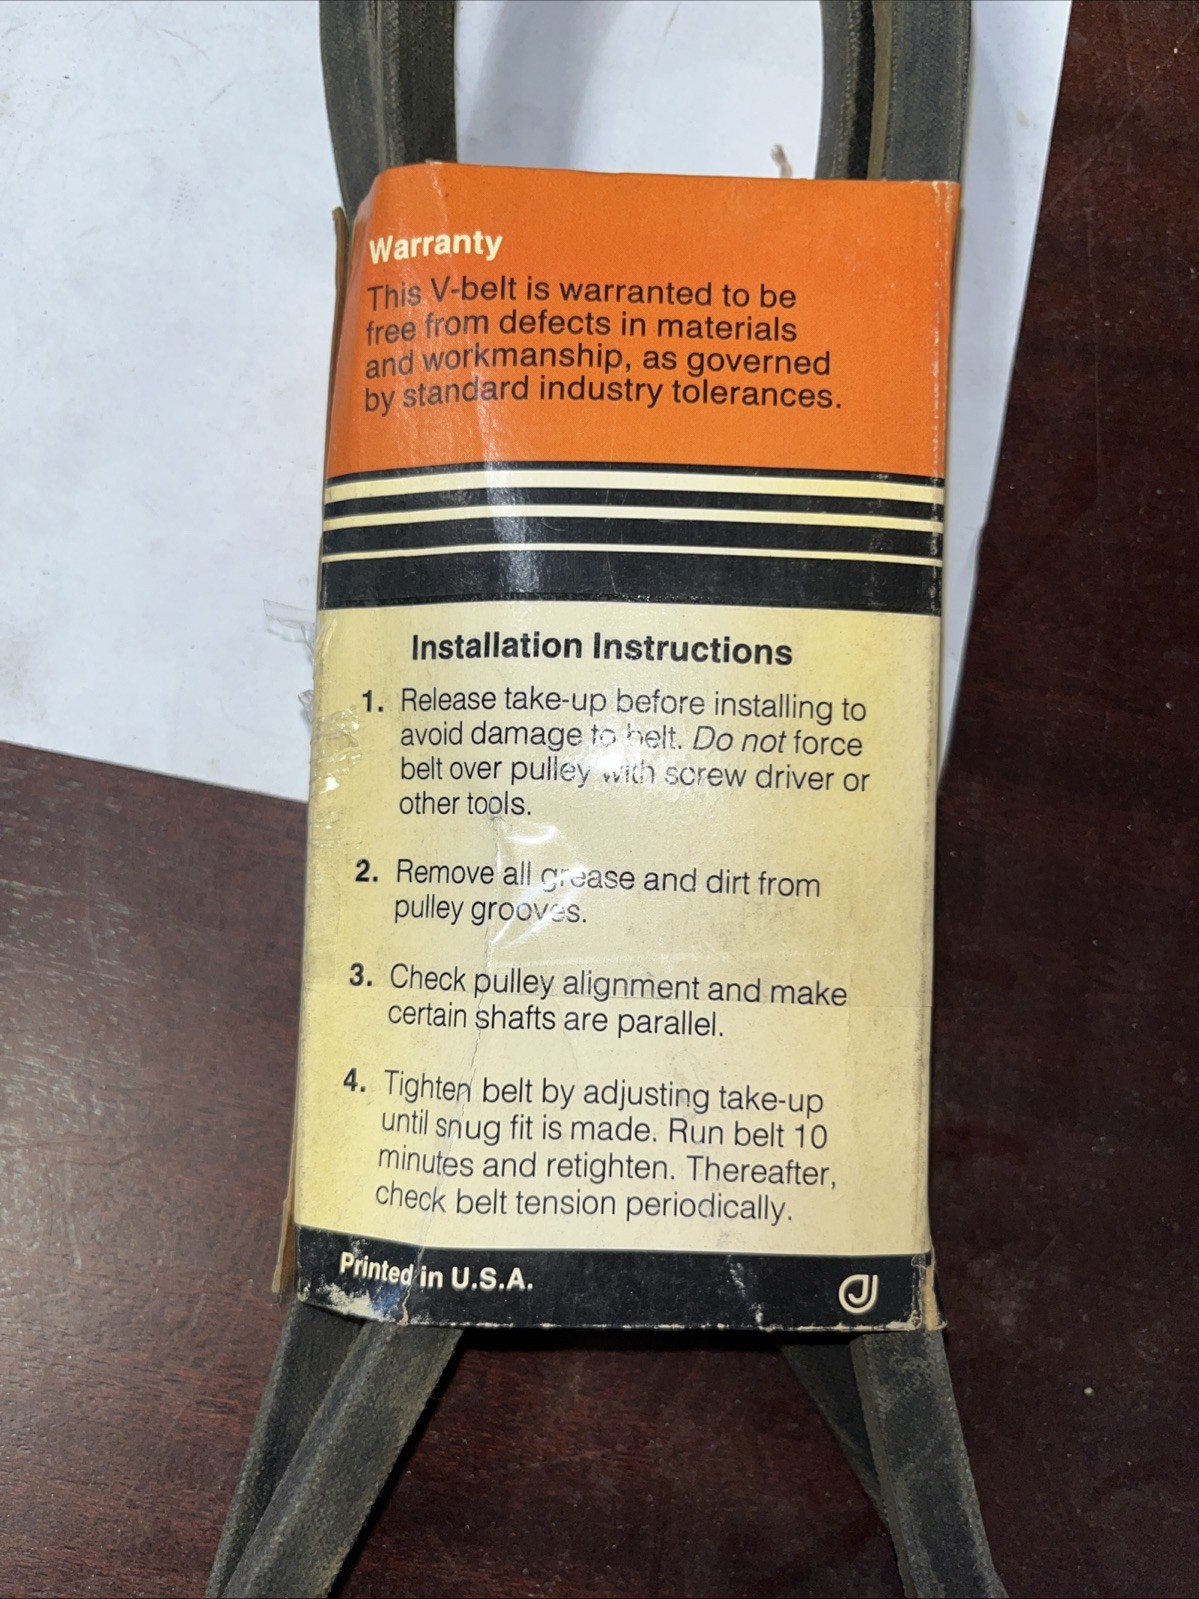 Warranty
This V-belt is warranted to be
free from defects in materials
and workmanship, as governed
by standard industry tolerances.
Installation Instructions
1. Release take-up before installing to
avoid damage to belt. Do not force
belt over pulley with screw driver or
other tools.
2. Remove all grease and dirt from
pulley grooves.
3. Check pulley alignment and make
certain shafts are parallel.
4. Tighten belt by adjusting take-up
until snug fit is made. Run belt 10
minutes and retighten. Thereafter,
check belt tension periodically.
Printed in U.S.A.